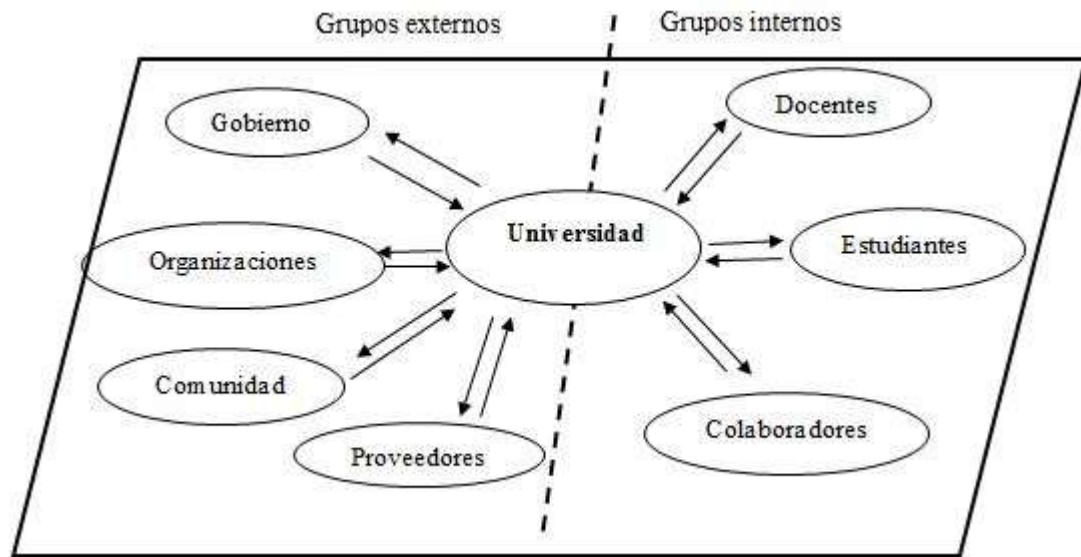 Grupos externos
Grupos internos
Gobierno
Docentes
Universidad
Organizaciones
Estudiantes
Comunidad
Proveedores
Colaboradores